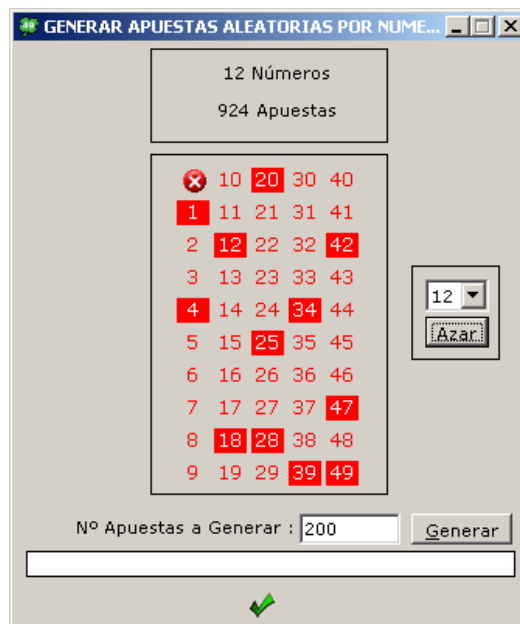 GENERAR APUESTAS ALEATORIAS POR NUME...
12 Números
924 Apuestas
10 20 30 40
1 11 21 31 41
2 12 22 32 42
3 13 23 33 43
4 14 24 34 44
5 15 25 35 45
6 16 26 36 46
7 17 27 37 47
8 18 28 38 48
9 19 29 39 49
12
Azar
Nº Apuestas a Generar : 200 Generar